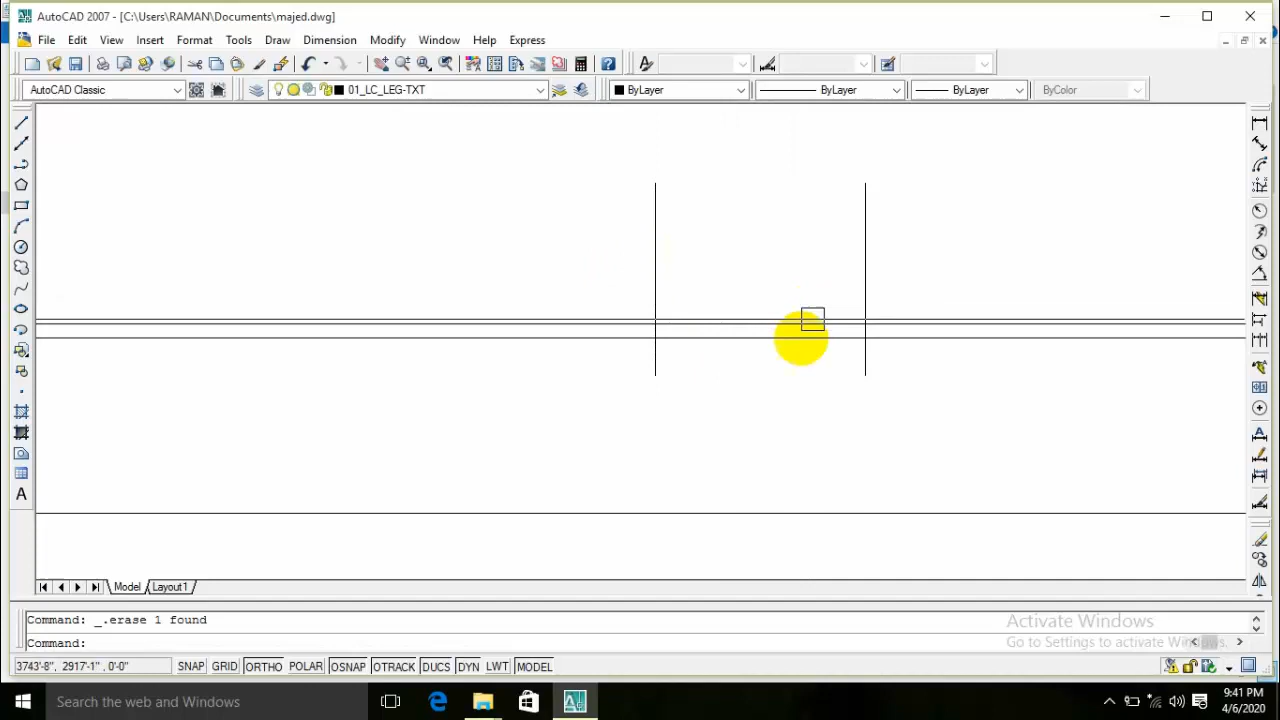 AutoCAD 2007 - [C:\Users\RAMAN\Documents\majed.dwg]
File Edit View Insert Format Tools Draw Dimension Modify Window Help Express
AutoCAD Classic 01_LC_LEG-TXT ByLayer ByLayer ByLayer ByColor
A
A
Model Layout1
Command: _.erase 1 found
Command:
Activate Windows
Go to Settings to activate Windows.
3743'-8", 2917'-1" , 0'-0" SNAP GRID ORTHO POLAR OSNAP OTRACK DUCS DYN LWT MODEL
Search the web and Windows
9:41 PM
4/6/2020